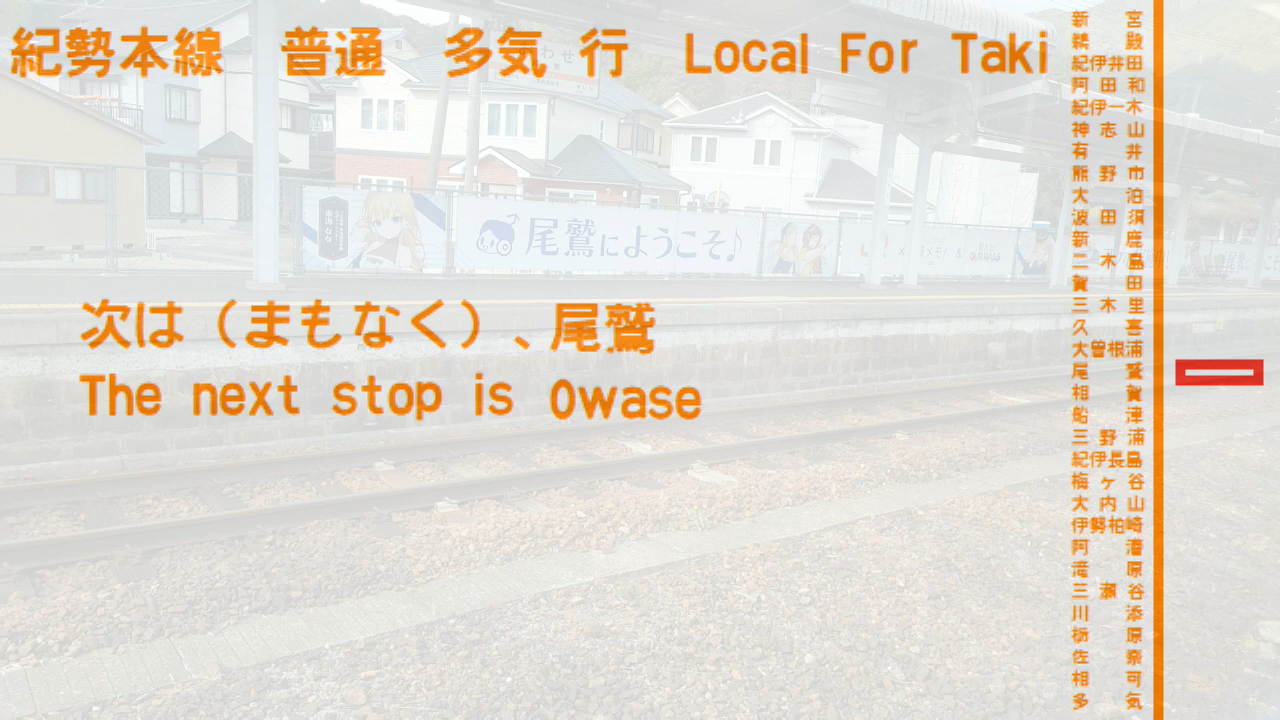 紀勢本線 普通 多気 行 Local For Taki
次は（まもなく）、尾鷲
The next stop is Owase
尾鷲にようこそ♪
新宮
鵜殿
紀伊井田
阿田和
紀伊一木
神志山
有井
熊野市
大泊
波田須
新鹿
二木島
賀田
三木里
九鬼
大曽根浦
尾鷲
相賀
船津
三野瀬
紀伊長島
梅ヶ谷
大内山
伊勢柏崎
阿曽
滝原
三瀬谷
川添
栃原
佐奈
相可
多気